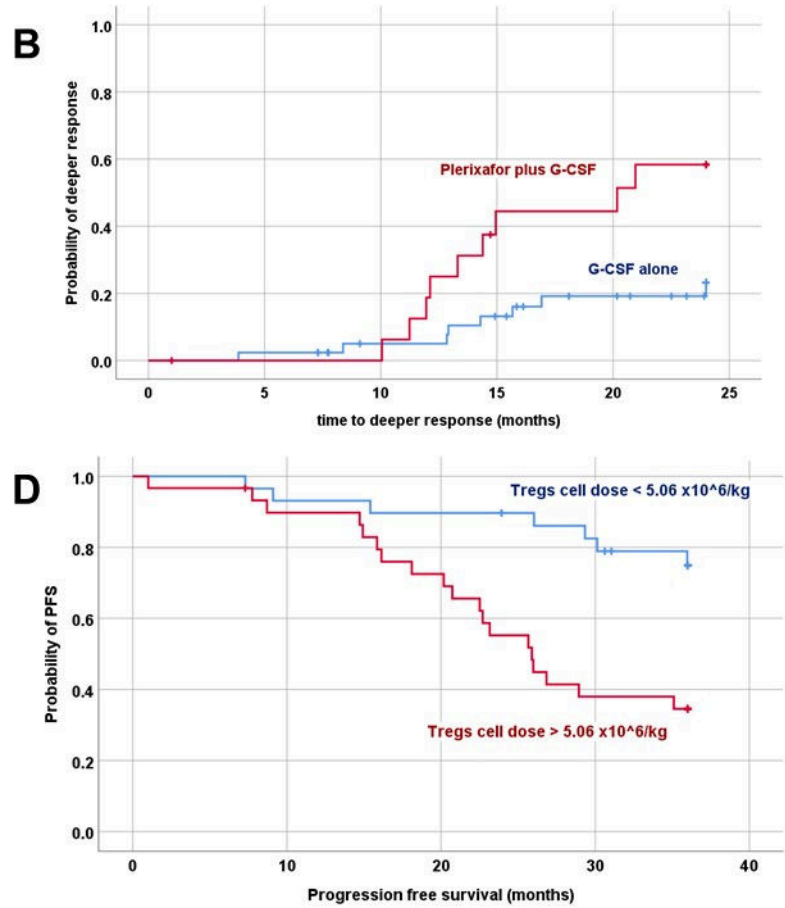 B
Probability of deeper response
1.0
0.8
0.6
0.4
0.2
0.0
Plerixafor plus G-CSF
G-CSF alone
0 5 10 15 20 25
time to deeper response (months)
D
Probability of PFS
1.0
0.8
0.6
0.4
0.2
0.0
Tregs cell dose < 5.06 x10^6/kg
Tregs cell dose > 5.06 x10^6/kg
0 10 20 30 40
Progression free survival (months)